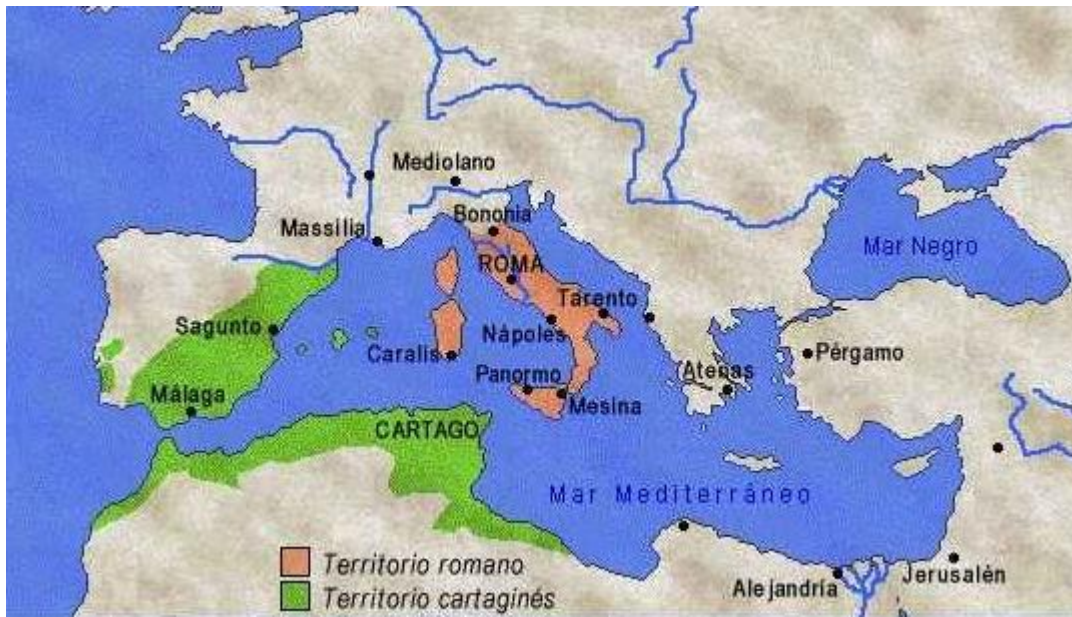 Mediolano
Bononia
Massilia
Mar Negro
ROMA
Tarento
Sagunto
Nápoles
Caralis
Pérgamo
Panormo
Atenas
Málaga
Mesina
CARTAGO
Mar Mediterráneo
Territorio romano
Jerusalén
Alejandría
Territorio cartaginés